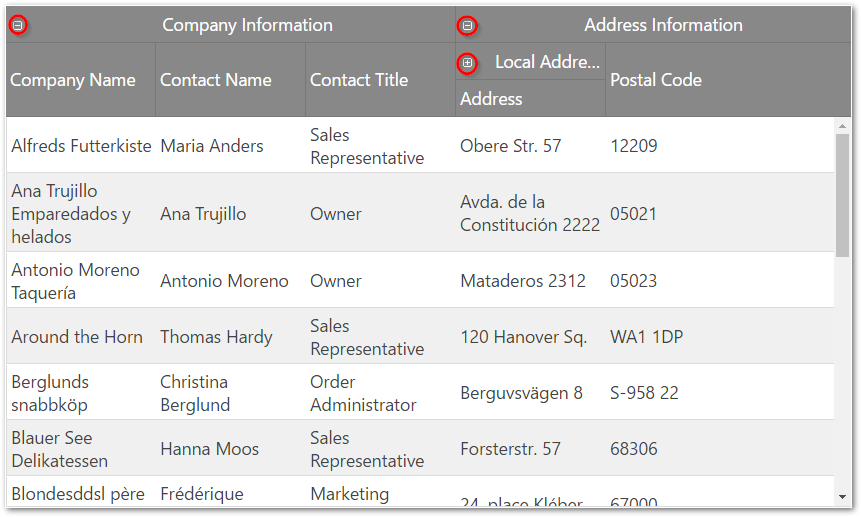 Company Information Address Information
Local Addre...
Company Name Contact Name Contact Title Postal Code
Address
Alfreds Futterkiste Maria Anders Sales Representative Obere Str. 57 12209
Ana Trujillo Emparedados y helados Ana Trujillo Owner Avda. de la Constitución 2222 05021
Antonio Moreno Taquería Antonio Moreno Owner Mataderos 2312 05023
Around the Horn Thomas Hardy Sales Representative 120 Hanover Sq. WA1 1DP
Berglunds snabbköp Christina Berglund Order Administrator Berguvsvägen 8 S-958 22
Blauer See Delikatessen Hanna Moos Sales Representative Forsterstr. 57 68306
Blondesddsl père Frédérique Marketing 24, place Kléber 67000